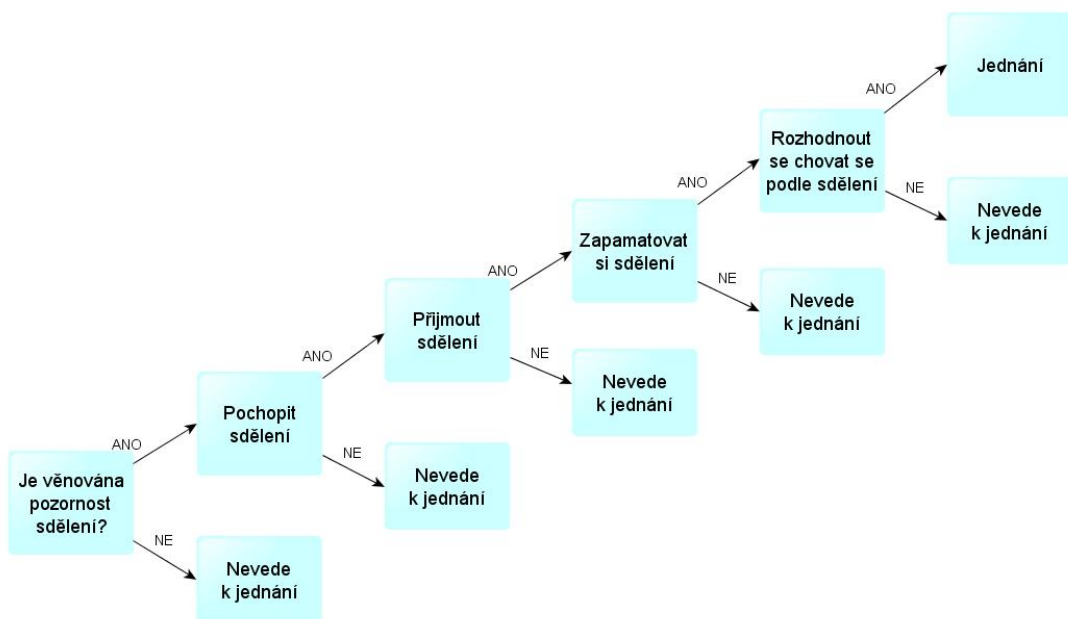 Jednání
ANO
Rozhodnout
se chovat se
podle sdělení
ANO
NE
Nevede
k jednání
Zapamatovat
si sdělení
ANO
NE
Nevede
k jednání
Přijmout
sdělení
ANO
NE
Nevede
k jednání
Pochopit
sdělení
ANO
NE
Nevede
k jednání
Je věnována
pozornost
sdělení?
NE
Nevede
k jednání